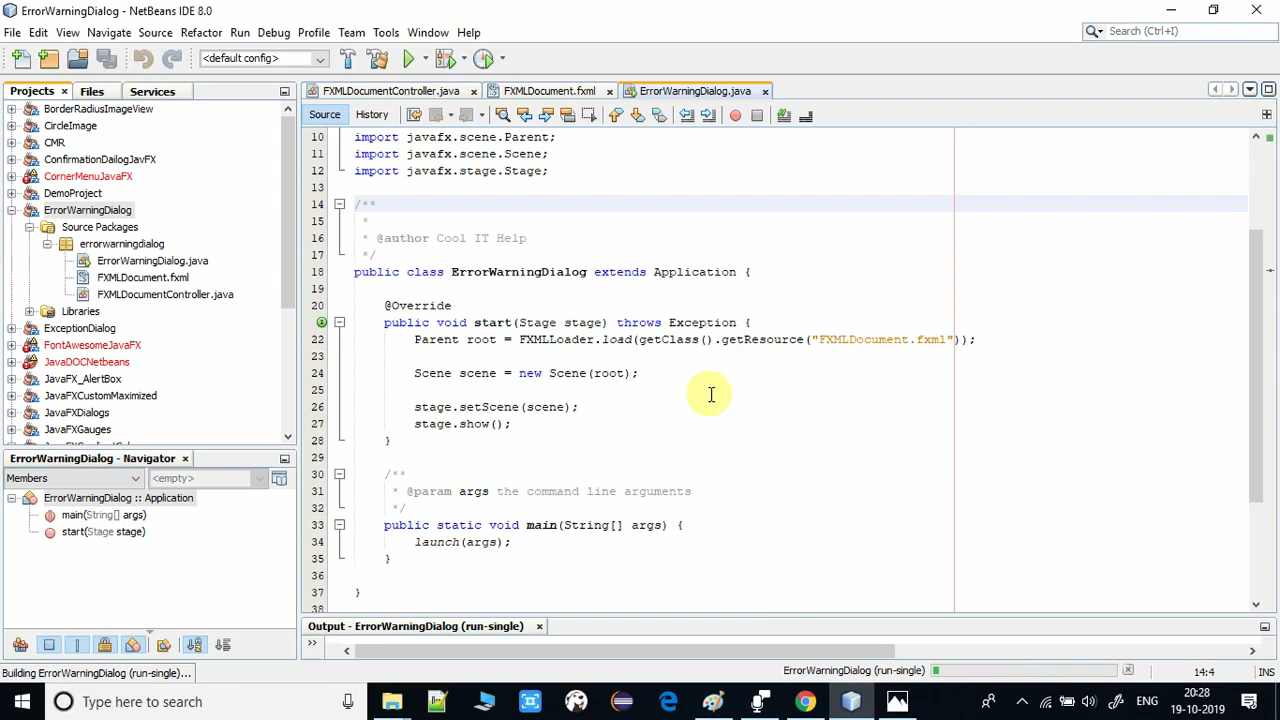 ErrorWarningDialog - NetBeans IDE 8.0
File Edit View Navigate Source Refactor Run Debug Profile Team Tools Window Help
Search (Ctrl+I)
<default config>
Projects Files Services
FXMLDocumentController.java FXMLDocument.fxml ErrorWarningDialog.java
Source History
BorderRadiusImageView
CircleImage
CMR
ConfirmationDailogJavFX
CornerMenuJavaFX
DemoProject
ErrorWarningDialog
Source Packages
errorwarningdialog
ErrorWarningDialog.java
FXMLDocument.fxml
FXMLDocumentController.java
Libraries
ExceptionDialog
FontAwesomeJavaFX
JavaDOCNetbeans
JavaFX_AlertBox
JavaFXCustomMaximized
JavaFXDialogs
JavaFXGauges
ErrorWarningDialog - Navigator
Members <empty>
ErrorWarningDialog :: Application
main(String[] args)
start(Stage stage)
10 import javafx.scene.Parent;
11 import javafx.scene.Scene;
12 import javafx.stage.Stage;
13
14 /**
15 *
16 * @author Cool IT Help
17 */
18 public class ErrorWarningDialog extends Application {
19
20 @Override
public void start(Stage stage) throws Exception {
22 Parent root = FXMLLoader.load(getClass().getResource("FXMLDocument.fxml"));
23
24 Scene scene = new Scene(root);
25
26 stage.setScene(scene);
27 stage.show();
28 }
29
30 /**
31 * @param args the command line arguments
32 */
33 public static void main(String[] args) {
34 launch(args);
35 }
36
37 }
38
Output - ErrorWarningDialog (run-single)
Building ErrorWarningDialog (run-single)...
ErrorWarningDialog (run-single)
14:4 INS
Type here to search
ENG
20:28
19-10-2019